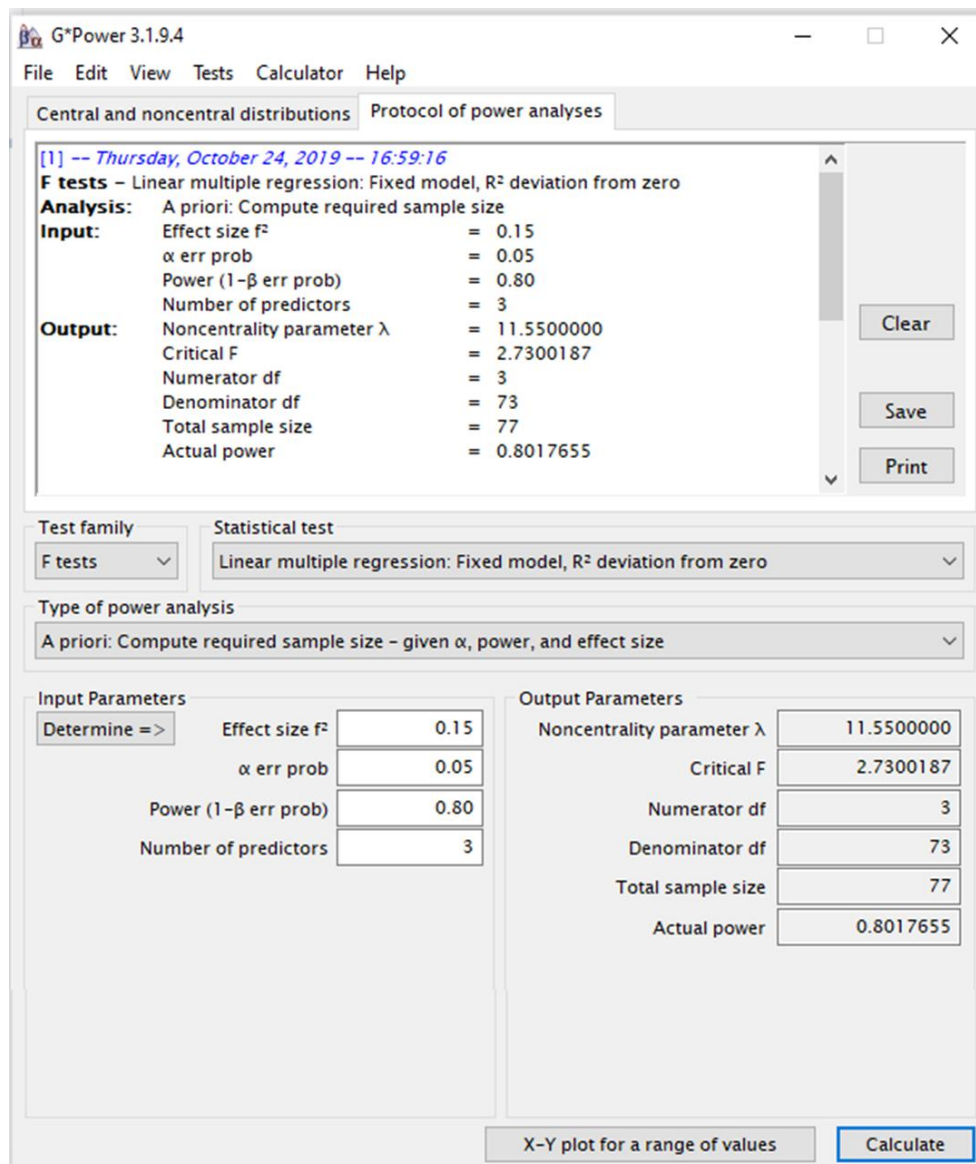 G*Power 3.1.9.4
File Edit View Tests Calculator Help
Central and noncentral distributions Protocol of power analyses
[1] -- Thursday, October 24, 2019 -- 16:59:16
F tests – Linear multiple regression: Fixed model, R² deviation from zero
Analysis: A priori: Compute required sample size
Input: Effect size f² = 0.15
α err prob = 0.05
Power (1-β err prob) = 0.80
Number of predictors = 3
Output: Noncentrality parameter λ = 11.5500000
Critical F = 2.7300187
Numerator df = 3
Denominator df = 73
Total sample size = 77
Actual power = 0.8017655
Clear
Save
Print
Test family Statistical test
F tests Linear multiple regression: Fixed model, R² deviation from zero
Type of power analysis
A priori: Compute required sample size – given α, power, and effect size
Input Parameters Output Parameters
Determine => Effect size f² 0.15 Noncentrality parameter λ 11.5500000
α err prob 0.05 Critical F 2.7300187
Power (1-β err prob) 0.80 Numerator df 3
Number of predictors 3 Denominator df 73
Total sample size 77
Actual power 0.8017655
X-Y plot for a range of values Calculate